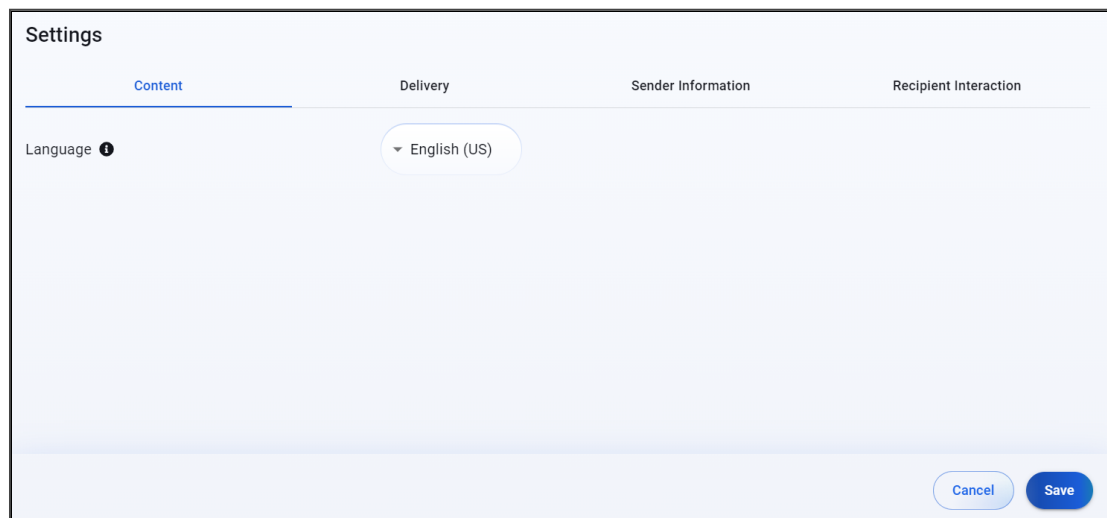 Settings
Content Delivery Sender Information Recipient Interaction
Language English (US)
Cancel Save